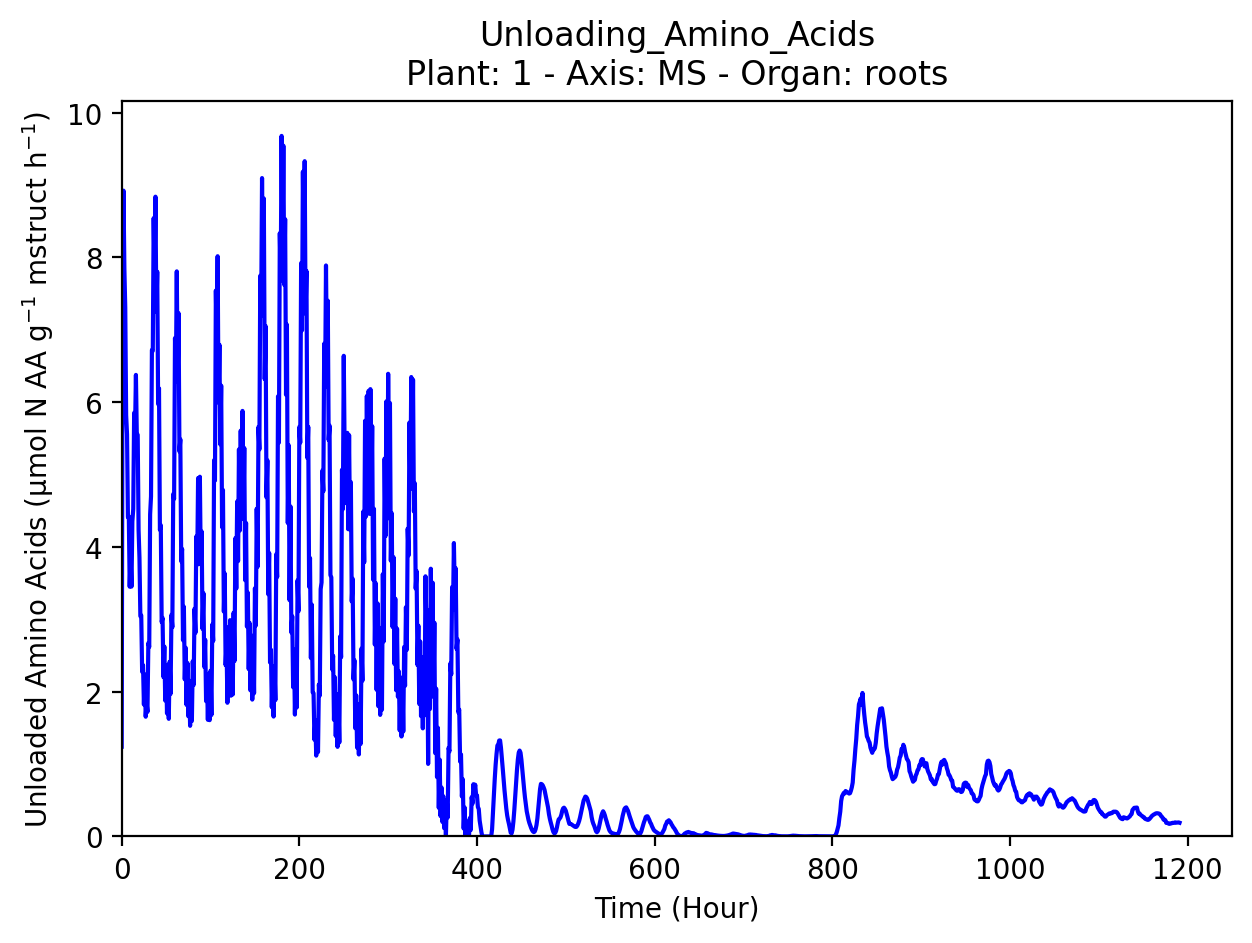 Unloading_Amino_Acids
Plant: 1 - Axis: MS - Organ: roots
Unloaded Amino Acids (µmol N AA g⁻¹ mstruct h⁻¹)
10
8
6
4
2
0
0 200 400 600 800 1000 1200
Time (Hour)